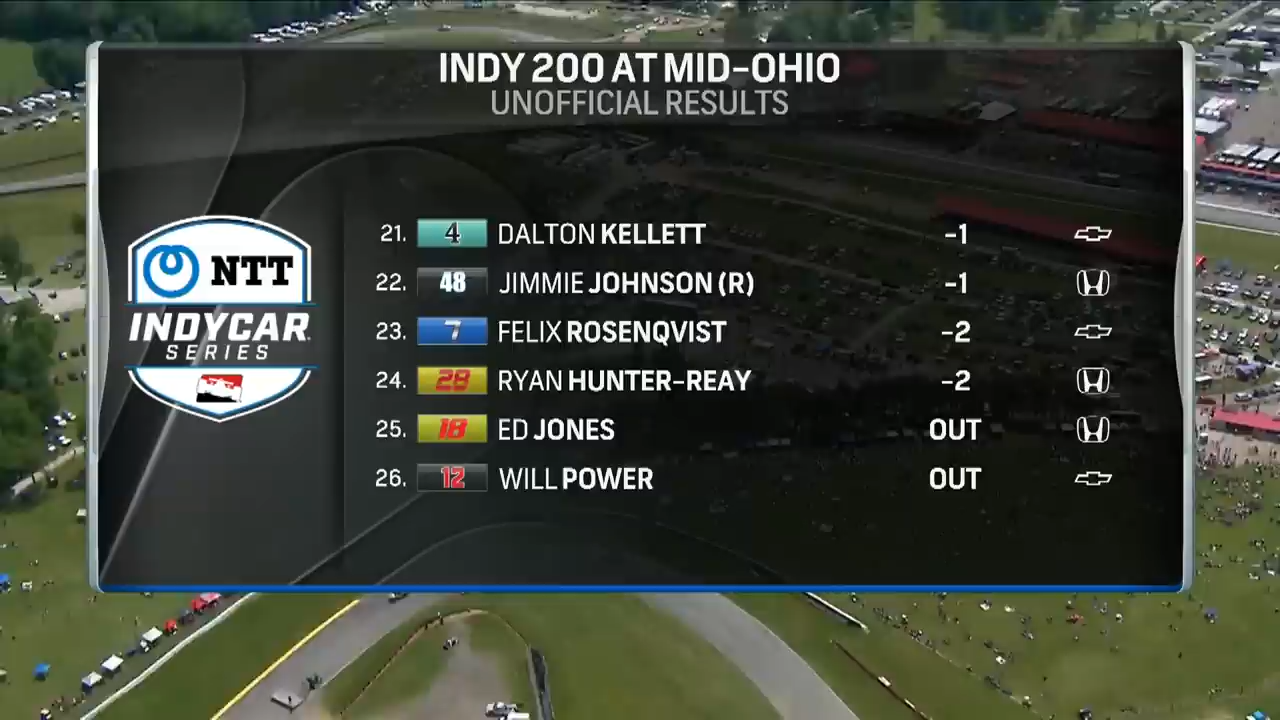 INDY 200 AT MID-OHIO
UNOFFICIAL RESULTS
NTT
INDYCAR
SERIES
21. 4 DALTON KELLETT -1
22. 48 JIMMIE JOHNSON (R) -1
23. 7 FELIX ROSENQVIST -2
24. 28 RYAN HUNTER-REAY -2
25. 18 ED JONES OUT
26. 12 WILL POWER OUT